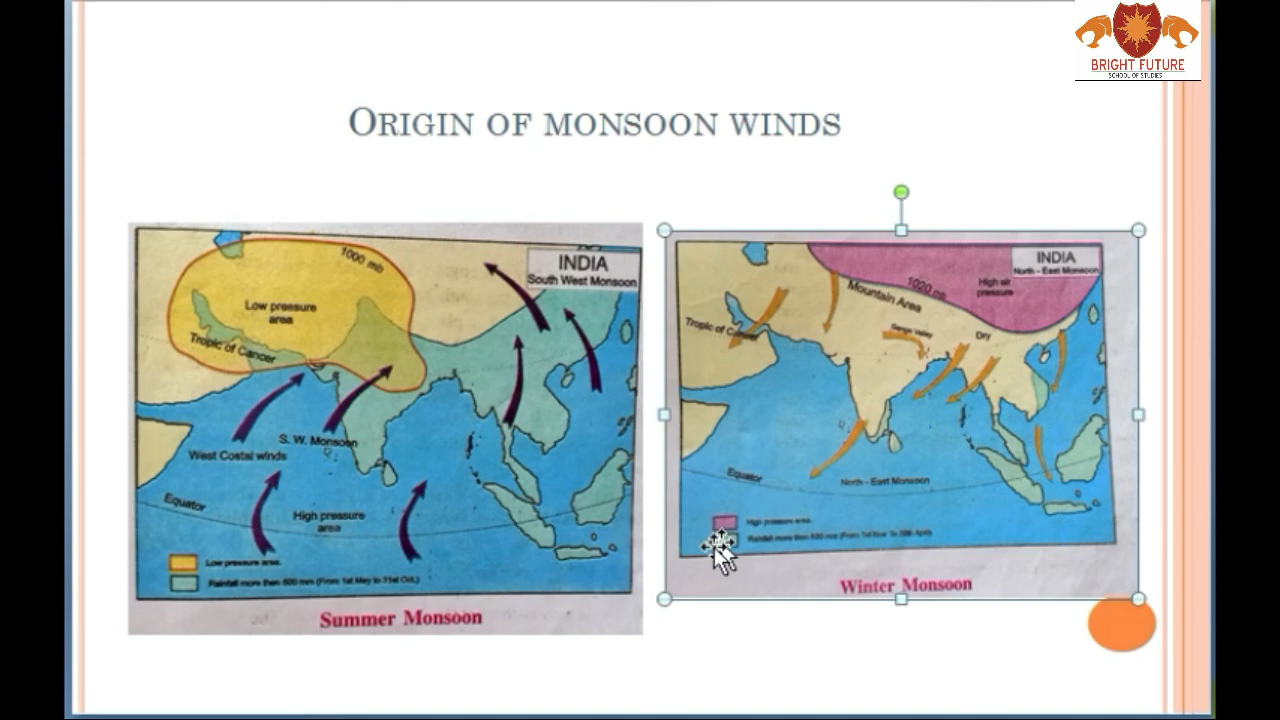 BRIGHT FUTURE
SCHOOL OF STUDIES
ORIGIN OF MONSOON WINDS
1000 mb
INDIA
South West Monsoon
Low pressure
area
Tropic of Cancer
S. W. Monsoon
West Costal winds
Equator
High pressure
area
Low pressure area.
Rainfall more then 500 mm (From 1st May to 31st Oct.)
Summer Monsoon
INDIA
North - East Monsoon
High air
pressure
1020
Mountain Area
Tropic of Cancer
Ganga Valley
Dry
Equator
North - East Monsoon
High pressure area.
Rainfall more then 500 mm (From 1st Nov To 30th April)
Winter Monsoon